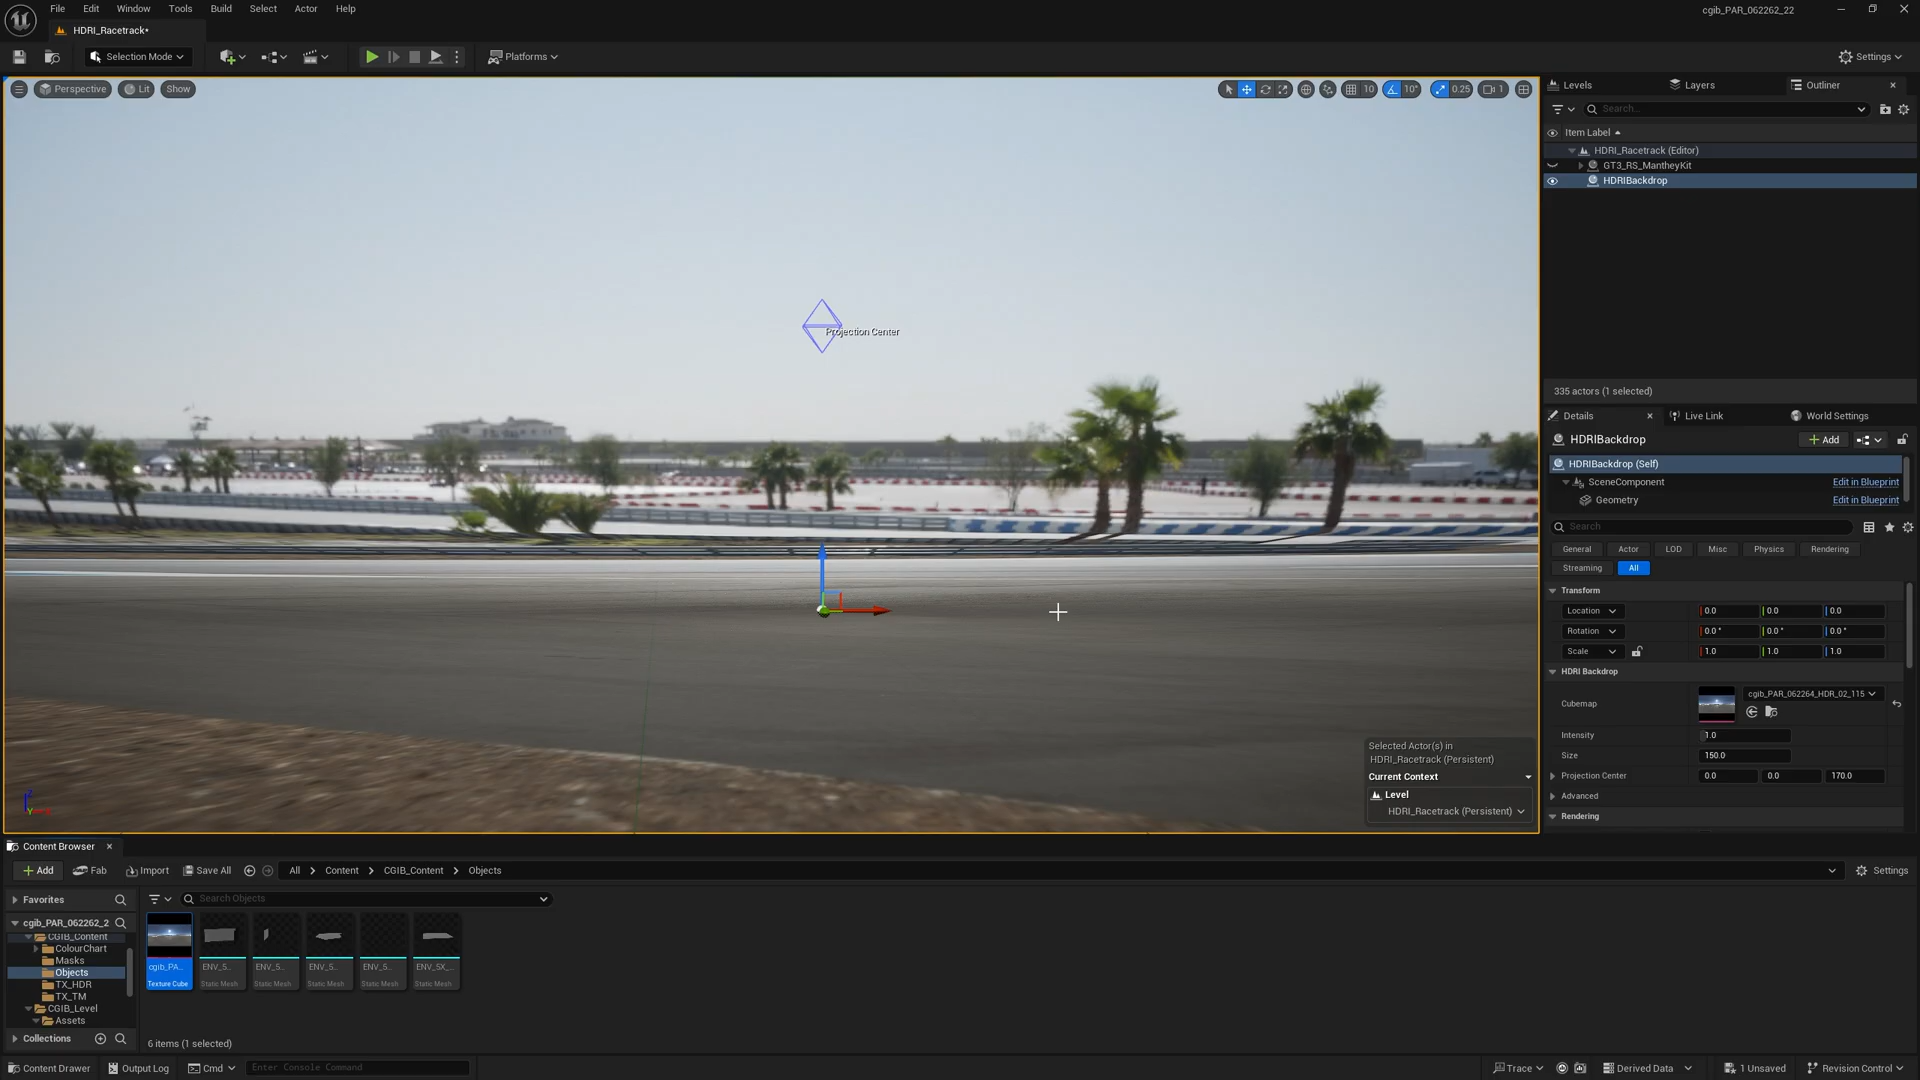 File Edit Window Tools Build Select Actor Help
cgib_PAR_062262_22
HDRI_Racetrack•
Selection Mode
Platforms
Settings
Perspective Lit Show
10 10° 0.25 1
Projection Center
Selected Actor(s) in
HDRI_Racetrack (Persistent)
Current Context
Level
HDRI_Racetrack (Persistent)
Levels Layers Outliner
Search...
Item Label
HDRI_Racetrack (Editor)
GT3_RS_MantheyKit
HDRIBackdrop
335 actors (1 selected)
Details Live Link World Settings
HDRIBackdrop
Add
HDRIBackdrop (Self)
SceneComponent Edit in Blueprint
Geometry Edit in Blueprint
Search
General Actor LOD Misc Physics Rendering
Streaming All
Transform
Location 0.0 0.0 0.0
Rotation 0.0 ° 0.0 ° 0.0 °
Scale 1.0 1.0 1.0
HDRI Backdrop
Cubemap cgib_PAR_062264_HDR_02_115
Intensity 1.0
Size 150.0
Projection Center 0.0 0.0 170.0
Advanced
Rendering
Content Browser
Add Fab Import Save All All Content CGIB_Content Objects Settings
Favorites
Search Objects
cgib_PAR_062262_2
CGIB_Content
ColourChart
Masks
Objects
TX_HDR
TX_TM
CGIB_Level
Assets
Collections
cgib_PA... ENV_5... ENV_5... ENV_5... ENV_5... ENV_5X_...
Texture Cube Static Mesh Static Mesh Static Mesh Static Mesh Static Mesh
6 items (1 selected)
Content Drawer Output Log Cmd Enter Console Command
Trace Derived Data 1 Unsaved Revision Control